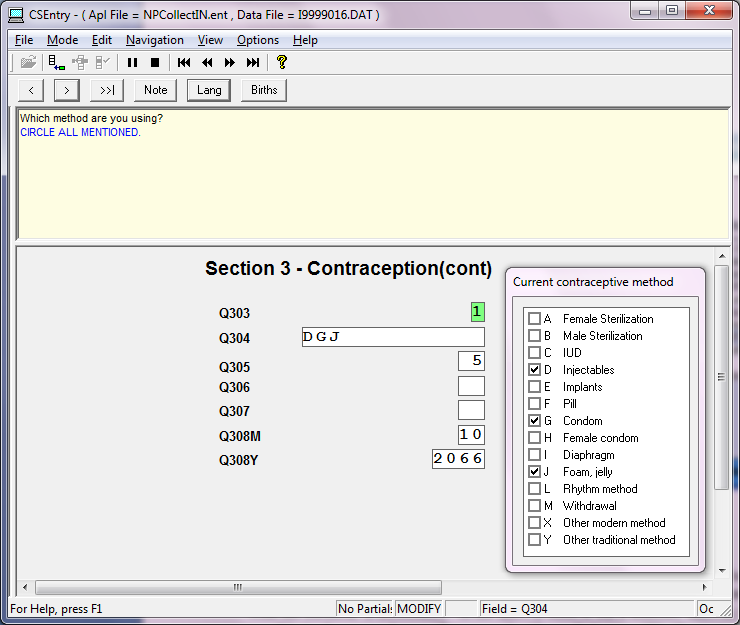 CSEntry - ( Apl File = NPCollectIN.ent , Data File = I9999016.DAT )
File Mode Edit Navigation View Options Help
< > >>| Note Lang Births
Which method are you using?
CIRCLE ALL MENTIONED.
Section 3 - Contraception(cont)
Q303 1
Q304 D G J
Q305 5
Q306
Q307
Q308M 1 0
Q308Y 2 0 6 6
Current contraceptive method
A Female Sterilization
B Male Sterilization
C IUD
D Injectables
E Implants
F Pill
G Condom
H Female condom
I Diaphragm
J Foam, jelly
L Rhythm method
M Withdrawal
X Other modern method
Y Other traditional method
For Help, press F1 No Partials MODIFY Field = Q304 Oc